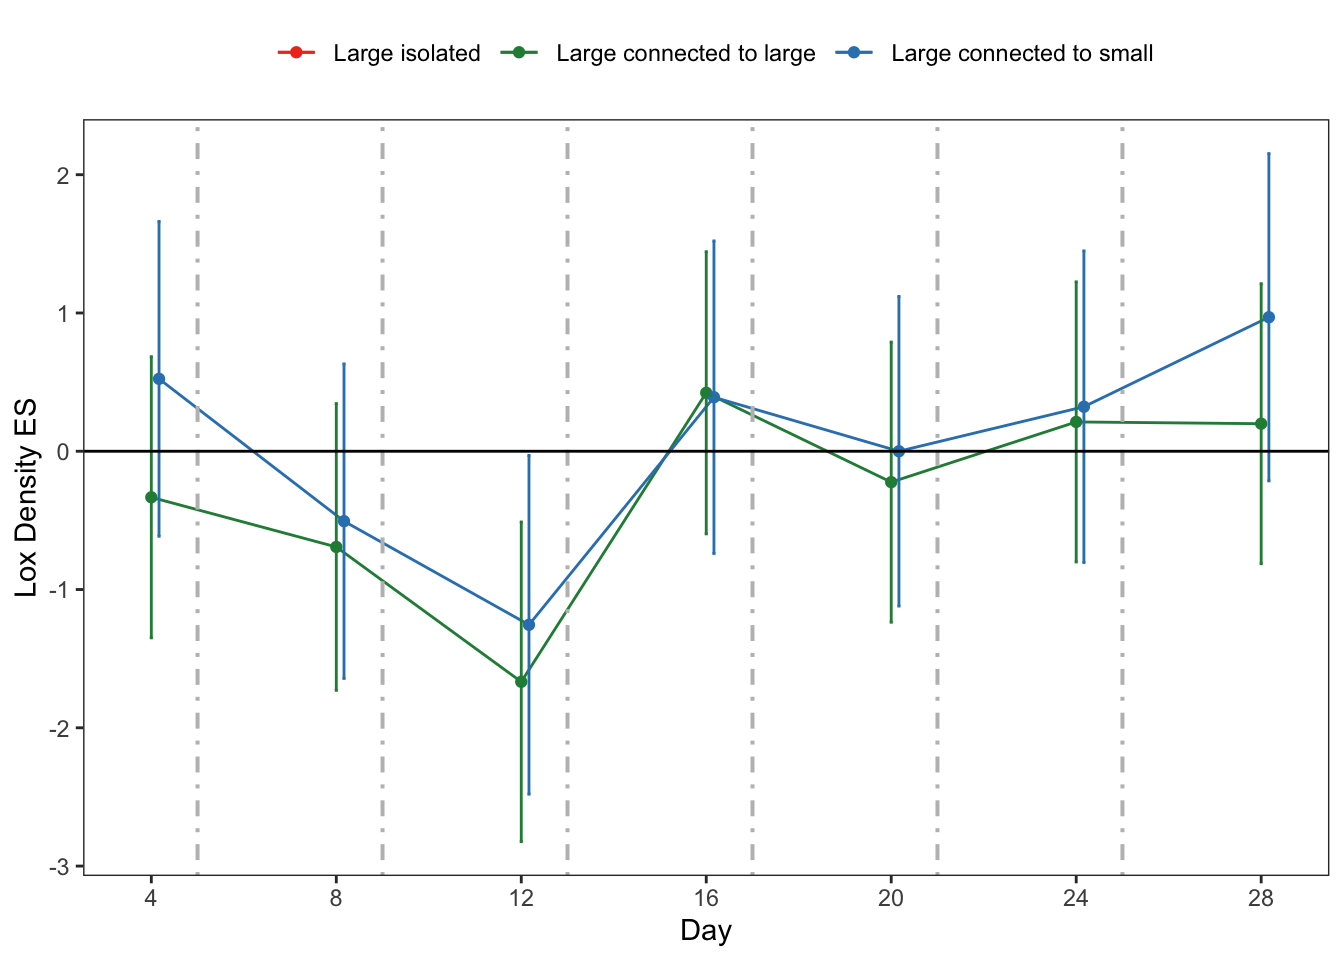 Large isolated Large connected to large Large connected to small
2
1
0
-1
-2
-3
Lox Density ES
4 8 12 16 20 24 28
Day